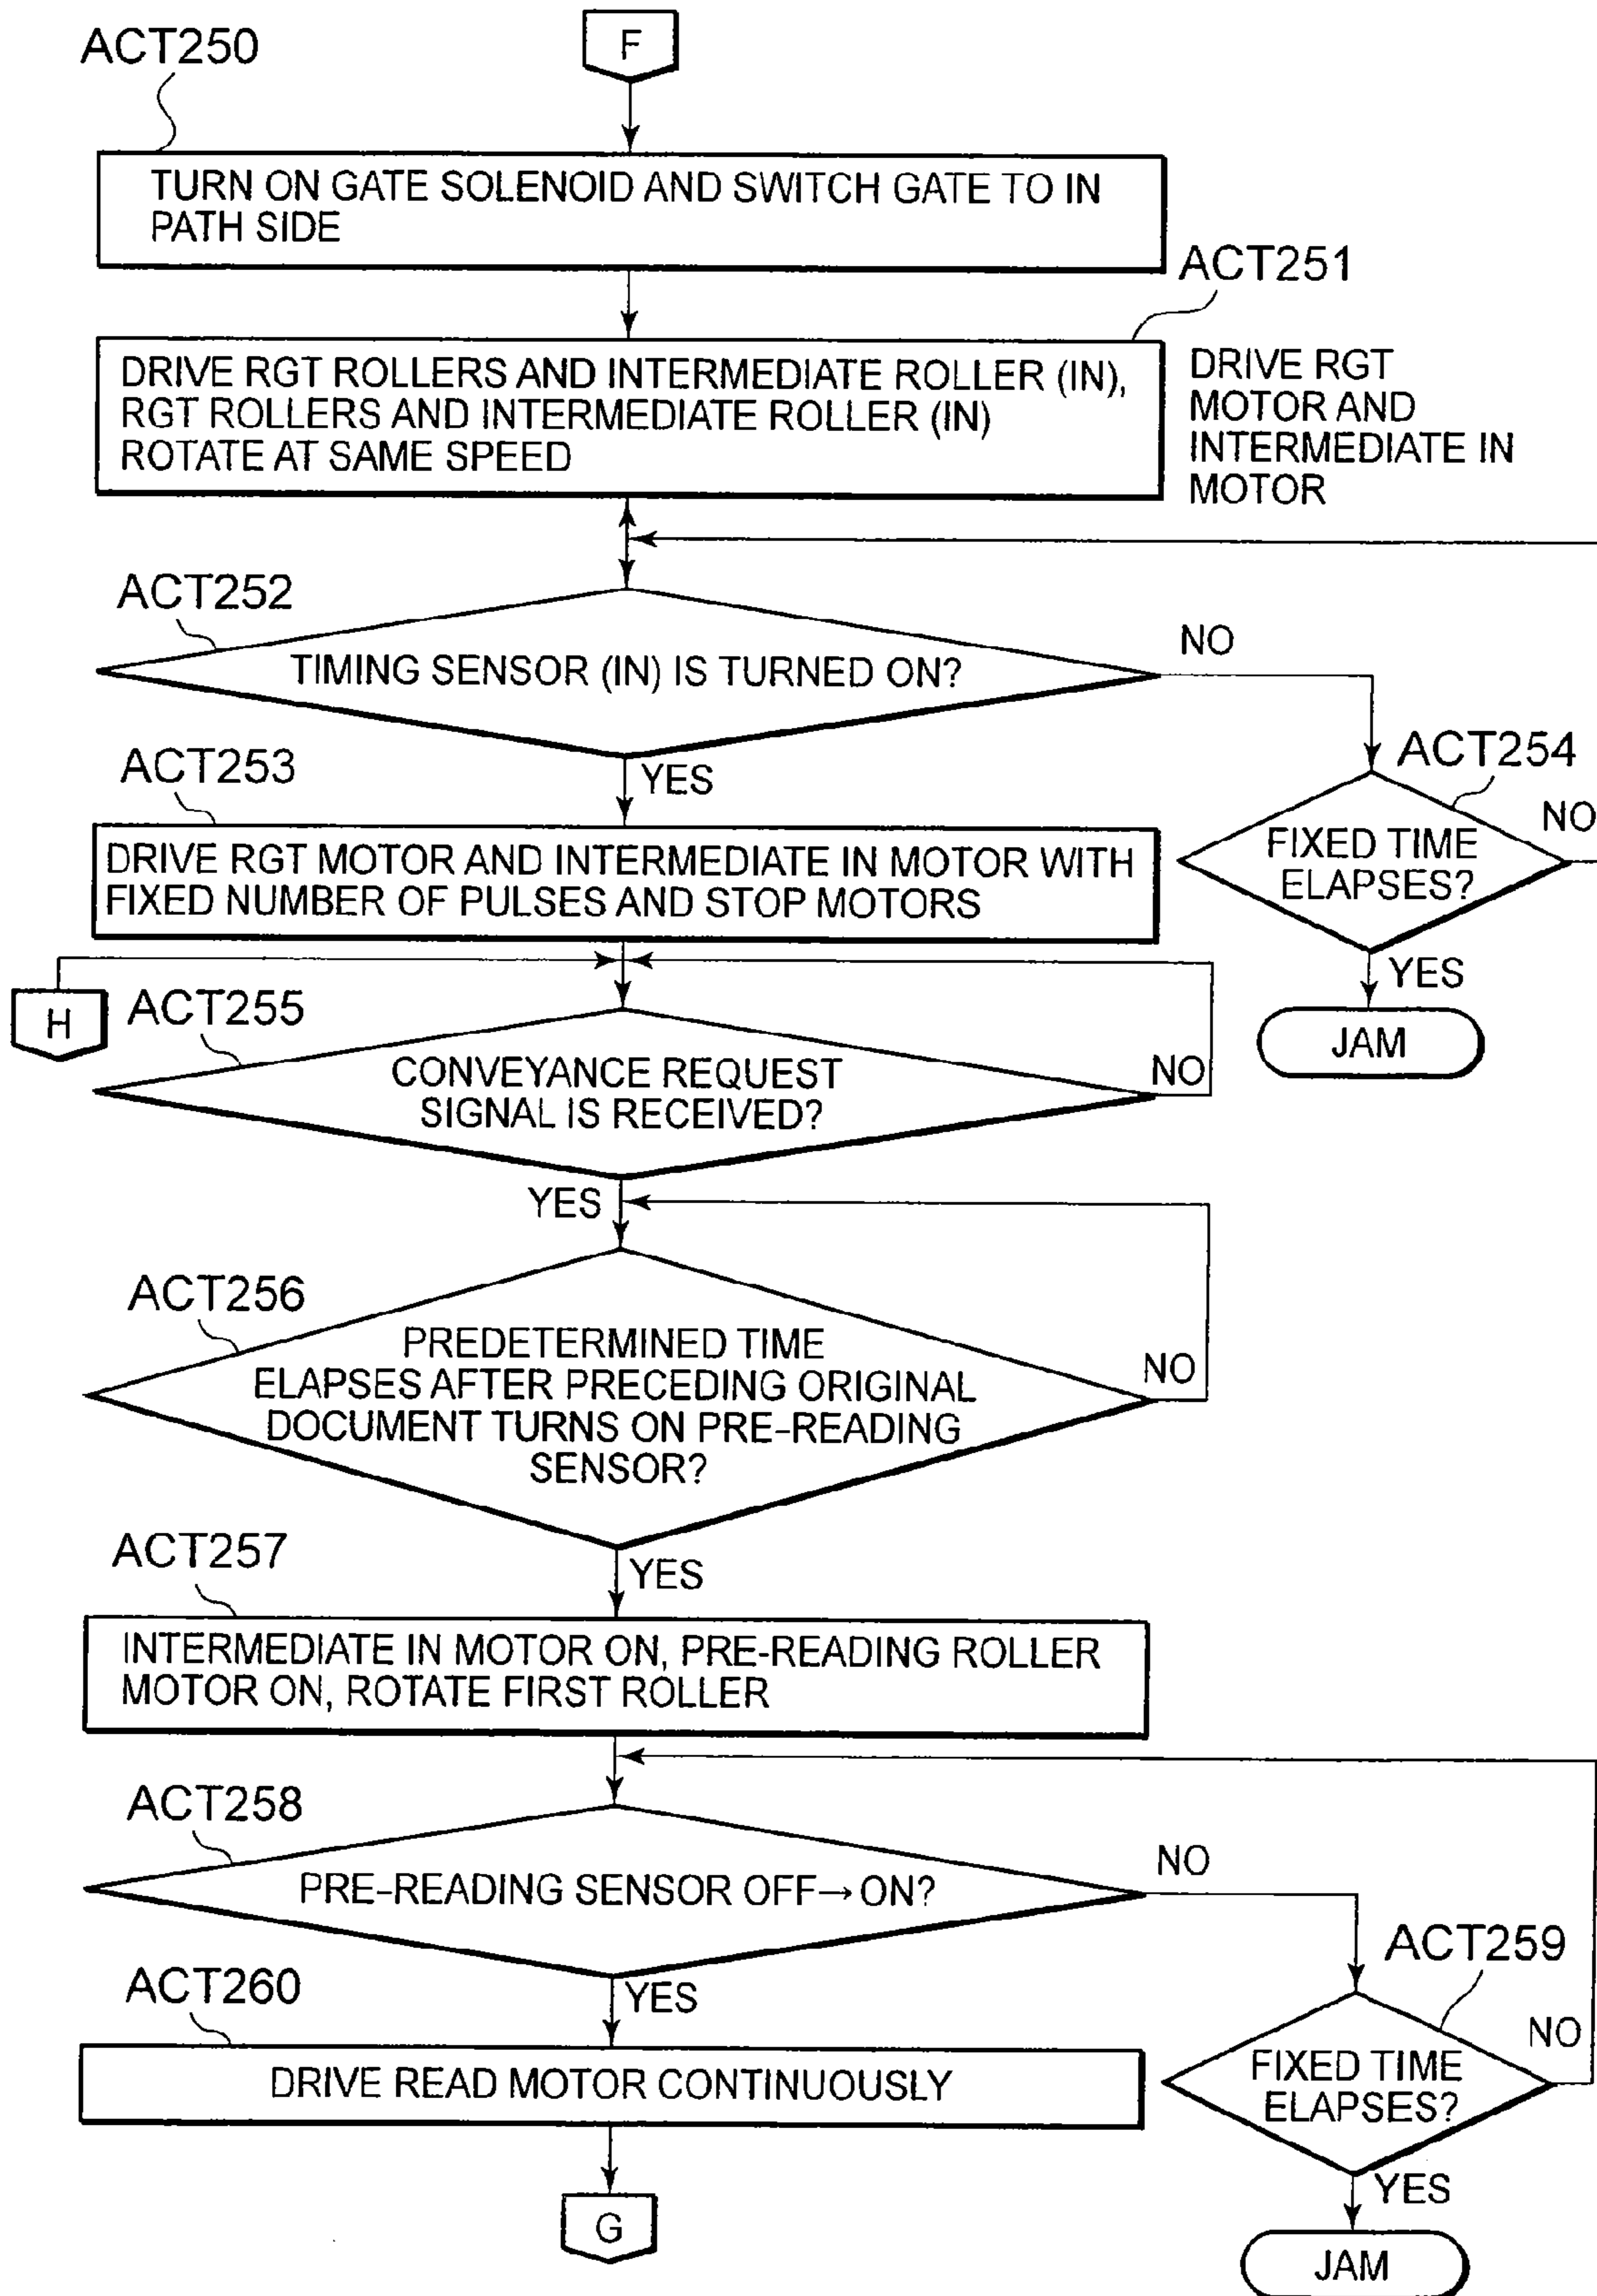 F
ACT250
TURN ON GATE SOLENOID AND SWITCH GATE TO IN
PATH SIDE
ACT251
DRIVE RGT ROLLERS AND INTERMEDIATE ROLLER (IN),
RGT ROLLERS AND INTERMEDIATE ROLLER (IN)
ROTATE AT SAME SPEED
DRIVE RGT
MOTOR AND
INTERMEDIATE IN
MOTOR
ACT252
TIMING SENSOR (IN) IS TURNED ON?
NO
YES
ACT254
FIXED TIME
ELAPSES?
NO
YES
JAM
ACT253
DRIVE RGT MOTOR AND INTERMEDIATE IN MOTOR WITH
FIXED NUMBER OF PULSES AND STOP MOTORS
H
ACT255
CONVEYANCE REQUEST
SIGNAL IS RECEIVED?
NO
YES
ACT256
PREDETERMINED TIME
ELAPSES AFTER PRECEDING ORIGINAL
DOCUMENT TURNS ON PRE-READING
SENSOR?
NO
YES
ACT257
INTERMEDIATE IN MOTOR ON, PRE-READING ROLLER
MOTOR ON, ROTATE FIRST ROLLER
ACT258
PRE-READING SENSOR OFF→ON?
NO
YES
ACT259
FIXED TIME
ELAPSES?
NO
YES
JAM
ACT260
DRIVE READ MOTOR CONTINUOUSLY
G